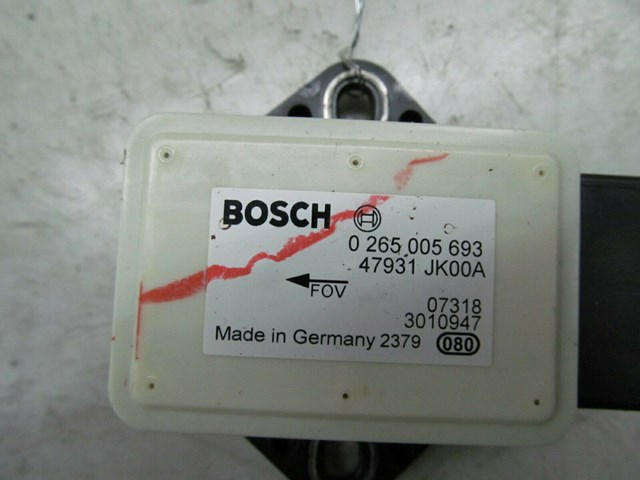 BOSCH
0 265 005 693
47931 JK00A
FOV
07318
3010947
Made in Germany 2379 080